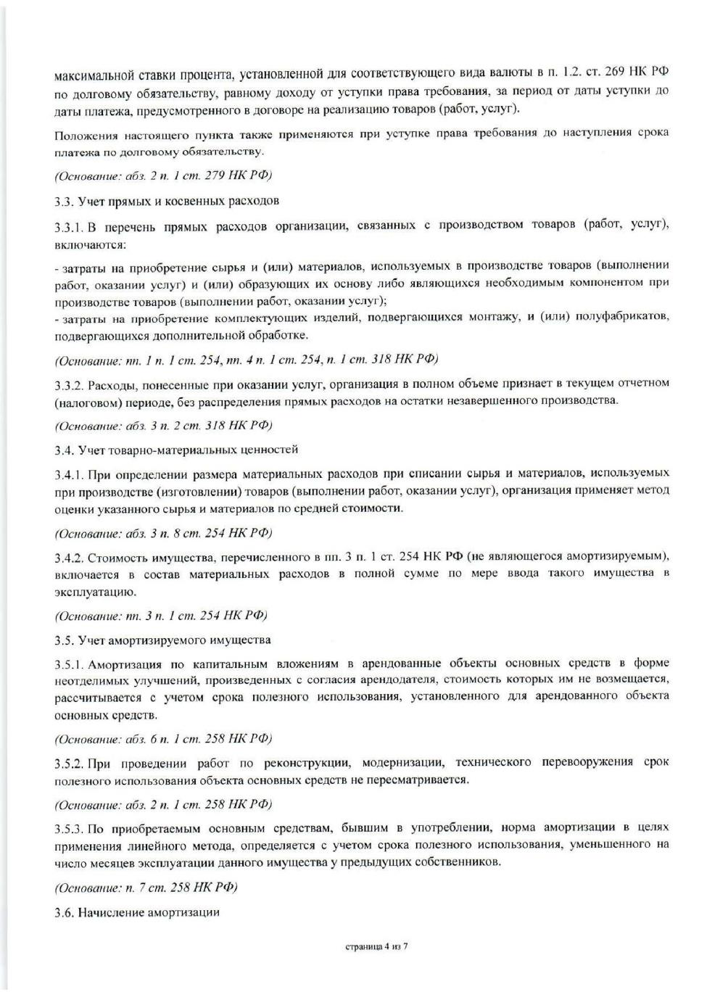 максимальной ставки процента, установленной для соответствующего вида валюты в п. 1.2. ст. 269 НК РФ
по долговому обязательству, равному доходу от уступки права требования, за период от даты уступки до
даты платежа, предусмотренного в договоре на реализацию товаров (работ, услуг).
Положения настоящего пункта также применяются при уступке права требования до наступления срока
платежа по долговому обязательству.
(Основание: абз. 2 п. 1 ст. 279 НК РФ)
3.3. Учет прямых и косвенных расходов
3.3.1. В перечень прямых расходов организации, связанных с производством товаров (работ, услуг),
включаются:
- затраты на приобретение сырья и (или) материалов, используемых в производстве товаров (выполнении
работ, оказании услуг) и (или) образующих их основу либо являющихся необходимым компонентом при
производстве товаров (выполнении работ, оказании услуг);
- затраты на приобретение комплектующих изделий, подвергающихся монтажу, и (или) полуфабрикатов,
подвергающихся дополнительной обработке.
(Основание: пп. 1 п. 1 ст. 254, пп. 4 п. 1 ст. 254, п. 1 ст. 318 НК РФ)
3.3.2. Расходы, понесенные при оказании услуг, организация в полном объеме признает в текущем отчетном
(налоговом) периоде, без распределения прямых расходов на остатки незавершенного производства.
(Основание: абз. 3 п. 2 ст. 318 НК РФ)
3.4. Учет товарно-материальных ценностей
3.4.1. При определении размера материальных расходов при списании сырья и материалов, используемых
при производстве (изготовлении) товаров (выполнении работ, оказании услуг), организация применяет метод
оценки указанного сырья и материалов по средней стоимости.
(Основание: абз. 3 п. 8 ст. 254 НК РФ)
3.4.2. Стоимость имущества, перечисленного в пп. 3 п. 1 ст. 254 НК РФ (не являющегося амортизируемым),
включается в состав материальных расходов в полной сумме по мере ввода такого имущества в
эксплуатацию.
(Основание: пп. 3 п. 1 ст. 254 НК РФ)
3.5. Учет амортизируемого имущества
3.5.1. Амортизация по капитальным вложениям в арендованные объекты основных средств в форме
неотделимых улучшений, произведенных с согласия арендодателя, стоимость которых им не возмещается,
рассчитывается с учетом срока полезного использования, установленного для арендованного объекта
основных средств.
(Основание: абз. 6 п. 1 ст. 258 НК РФ)
3.5.2. При проведении работ по реконструкции, модернизации, технического перевооружения срок
полезного использования объекта основных средств не пересматривается.
(Основание: абз. 2 п. 1 ст. 258 НК РФ)
3.5.3. По приобретаемым основным средствам, бывшим в употреблении, норма амортизации в целях
применения линейного метода, определяется с учетом срока полезного использования, уменьшенного на
число месяцев эксплуатации данного имущества у предыдущих собственников.
(Основание: п. 7 ст. 258 НК РФ)
3.6. Начисление амортизации
страница 4 из 7